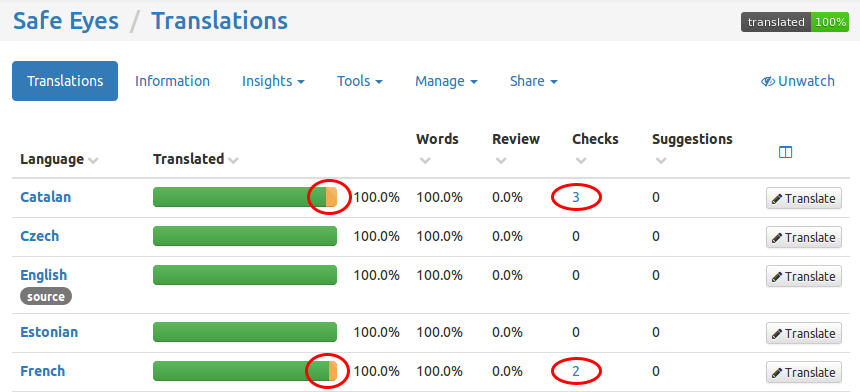 Safe Eyes / Translations translated 100%
Translations Information Insights Tools Manage Share Unwatch
Language Translated Words Review Checks Suggestions
Catalan 100.0% 100.0% 0.0% 3 0 Translate
Czech 100.0% 100.0% 0.0% 0 0 Translate
English 100.0% 100.0% 0.0% 0 0 Translate
source
Estonian 100.0% 100.0% 0.0% 0 0 Translate
French 100.0% 100.0% 0.0% 2 0 Translate